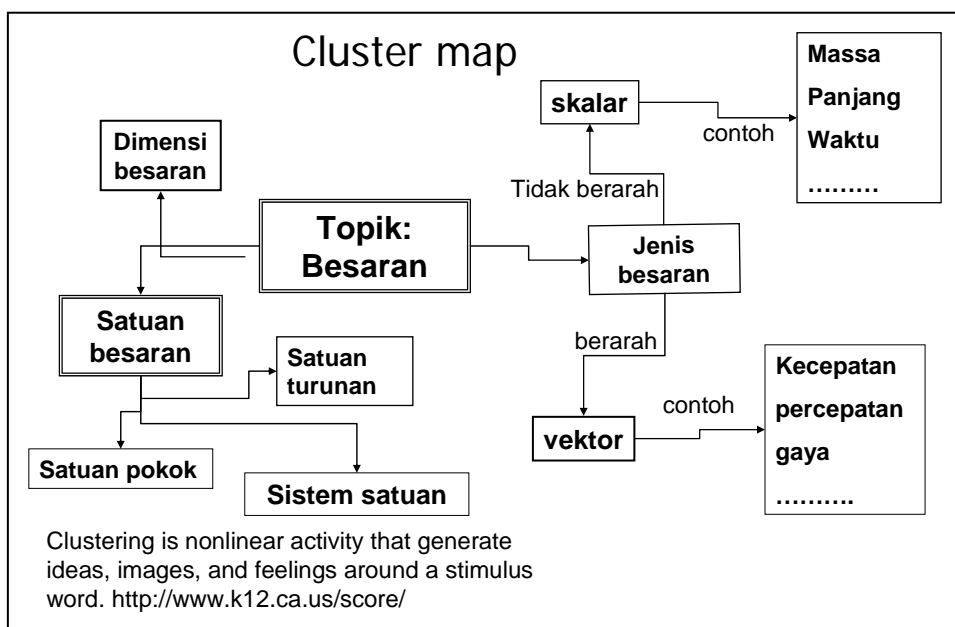 Cluster map
Massa
Panjang
Waktu
………
skalar
contoh
Dimensi
besaran
Tidak berarah
Topik:
Besaran
Jenis
besaran
Satuan
besaran
berarah
Satuan
turunan
Kecepatan
percepatan
gaya
……….
contoh
vektor
Satuan pokok
Sistem satuan
Clustering is nonlinear activity that generate
ideas, images, and feelings around a stimulus
word. http://www.k12.ca.us/score/